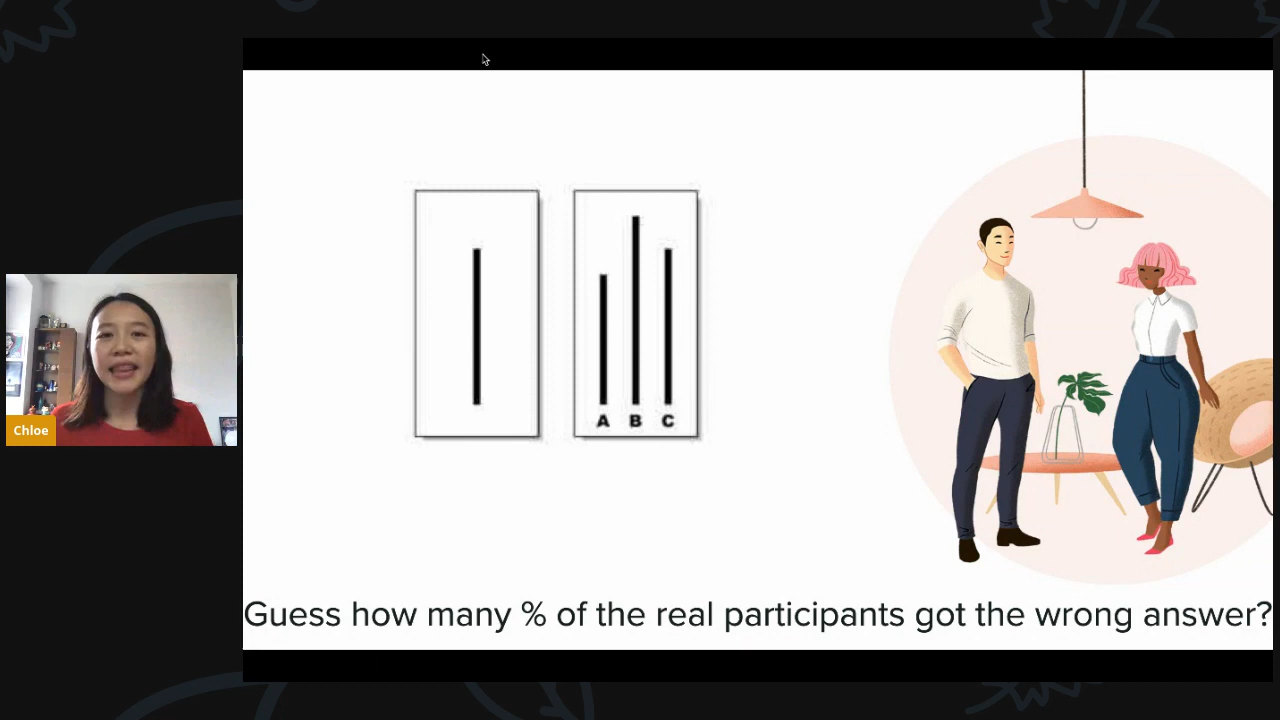 A B C
Guess how many % of the real participants got the wrong answer?
Chloe